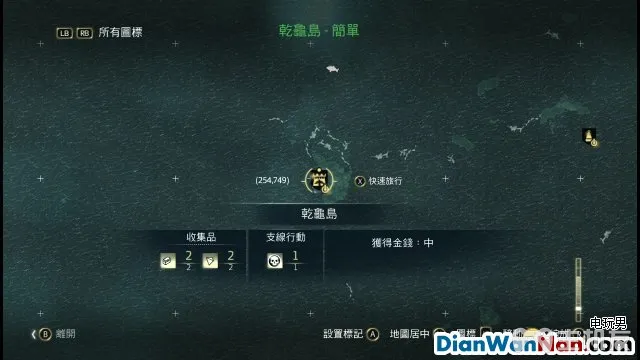 LB RB 所有圖標
乾龜島 - 簡單
(254,749)
X 快速旅行
乾龜島
收集品
支線行動
獲得金錢：中
2 2
2 2
1
1
B 離開
設置標記 A
地圖居中
圖標
电玩男
DianWanNan.com